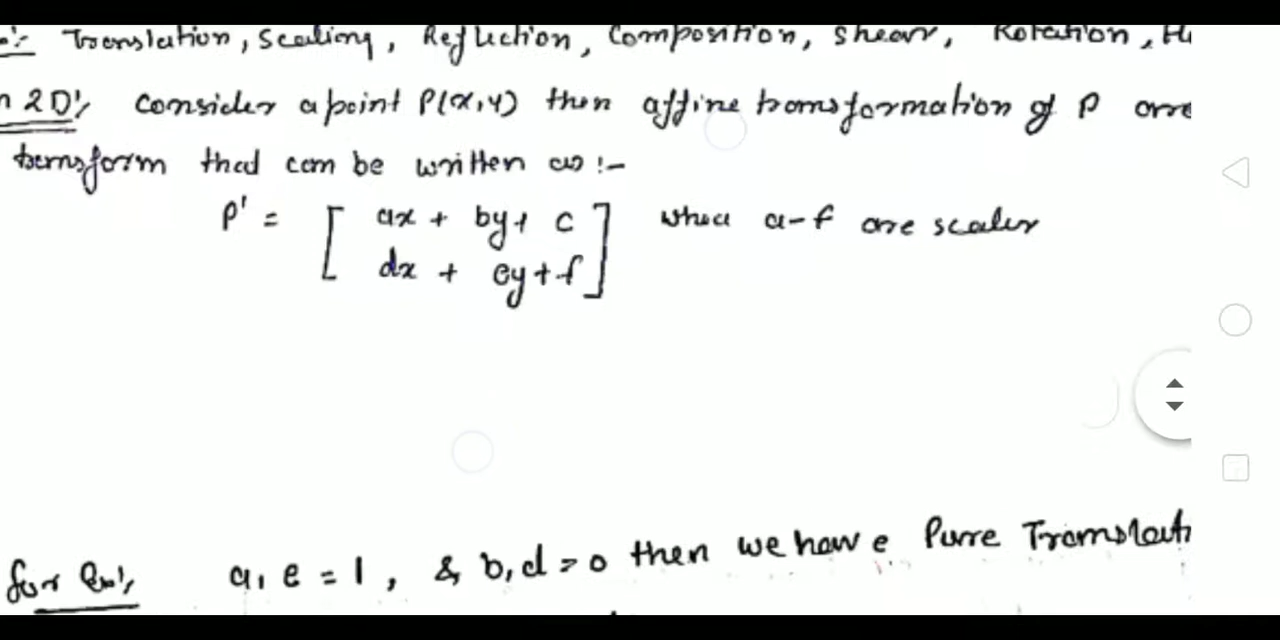 Translation, Scaling, Reflection, Composition, Shear, Rotation, H
n 2D:- Consider a point P(x,y) then affine transformation of P are
transform that can be written as :-
P' = [ ax + by + c ] where a-f are scaler
[ dx + ey + f ]
for Ex:- a, e = 1, & b, d = 0 then we have Pure Translati